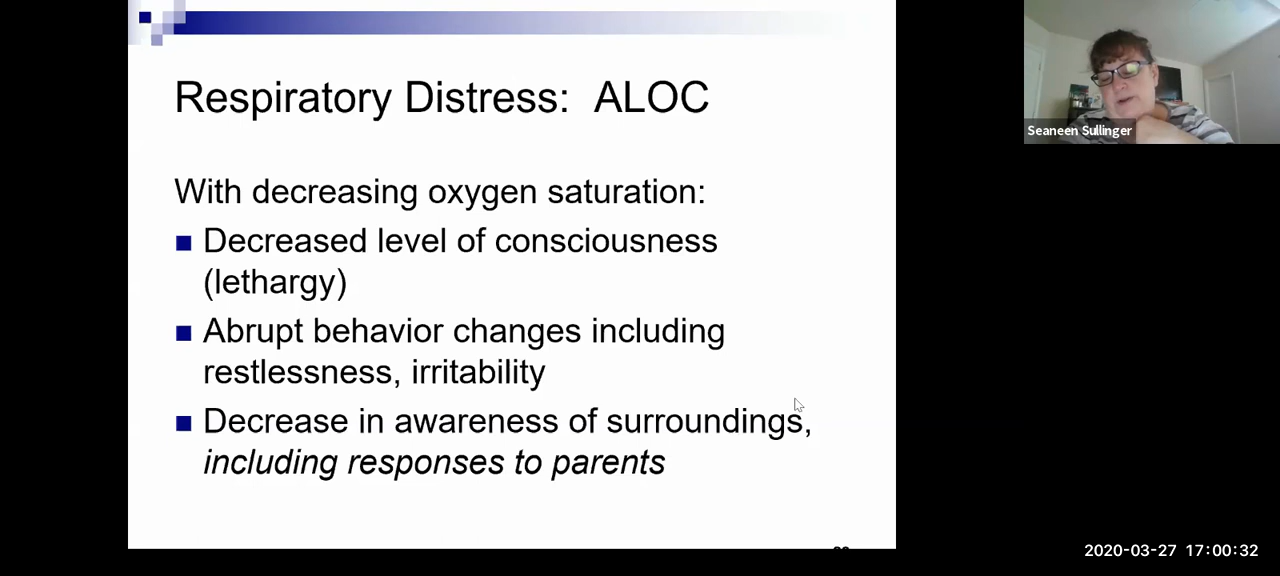 Respiratory Distress: ALOC
With decreasing oxygen saturation:
Decreased level of consciousness
(lethargy)
Abrupt behavior changes including
restlessness, irritability
Decrease in awareness of surroundings,
including responses to parents
Seaneen Sullinger
2020-03-27 17:00:32